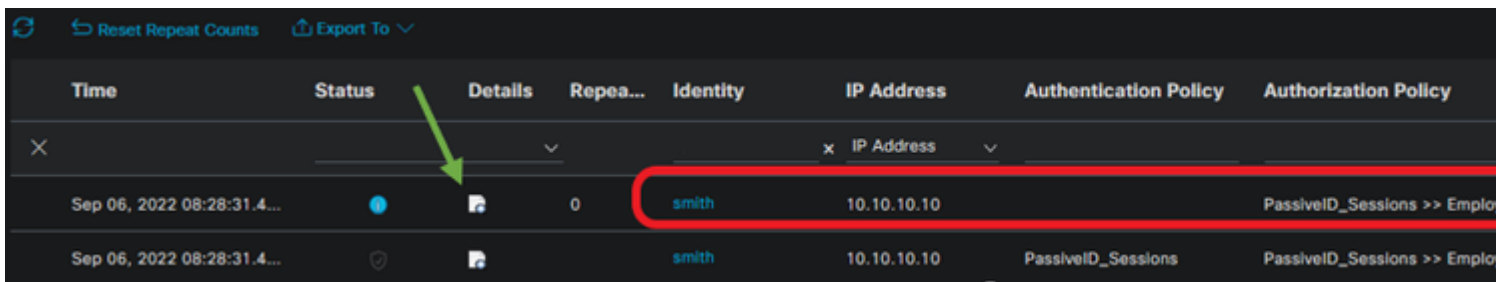 Reset Repeat Counts Export To
Time Status Details Repea... Identity IP Address Authentication Policy Authorization Policy
IP Address
Sep 06, 2022 08:28:31.4... 0 smith 10.10.10.10 PassiveID_Sessions >> Emplo
Sep 06, 2022 08:28:31.4... smith 10.10.10.10 PassiveID_Sessions PassiveID_Sessions >> Emplo